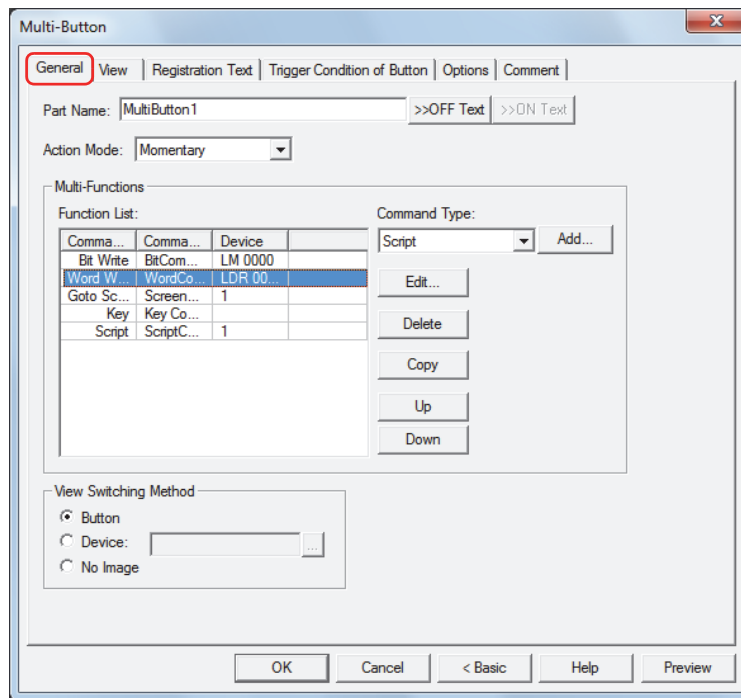 Multi-Button
General View Registration Text Trigger Condition of Button Options Comment
Part Name: MultiButton1 >>OFF Text >>ON Text
Action Mode: Momentary
Multi-Functions
Function List: Command Type:
Script Add...
Comma... Comma... Device
Bit Write BitCom... LM 0000
Word W... WordCo... LDR 00...
Goto Sc... Screen... 1
Key Key Co...
Script ScriptC... 1
Edit...
Delete
Copy
Up
Down
View Switching Method
Button
Device: ...
No Image
OK Cancel < Basic Help Preview